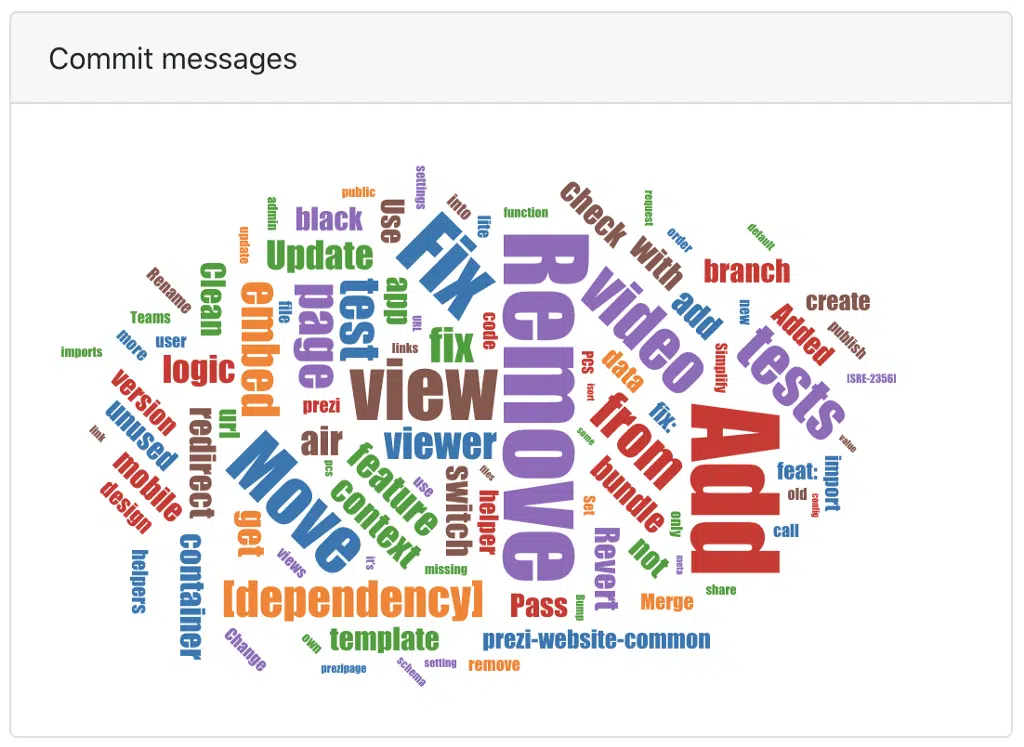 Commit messages
settings
public
into
check
request
admin
black
Use
lite
function
Fix
order
default
update
Update
with
Remove
video
branch
Clean
Rename
embed
page
test
app
file
add
new
create
Added
Teams
URL
code
publish
more
user
links
fix
tests
imports
logic
view
PCS
data
Simplify
[SRE-2356]
version
isort
prezi
from
fix:
Add
unused
redirect
url
link
air
viewer
some
value
Move
feature
pcs
mobile
files
bundle
feat:
import
context
use
switch
design
helper
Set
old
config
get
only
call
Revert
not
helpers
container
views
it's
missing
meta
[dependency]
Pass
Bump
Merge
share
Change
own
template
prezi-website-common
prezipage
schema
setting
remove